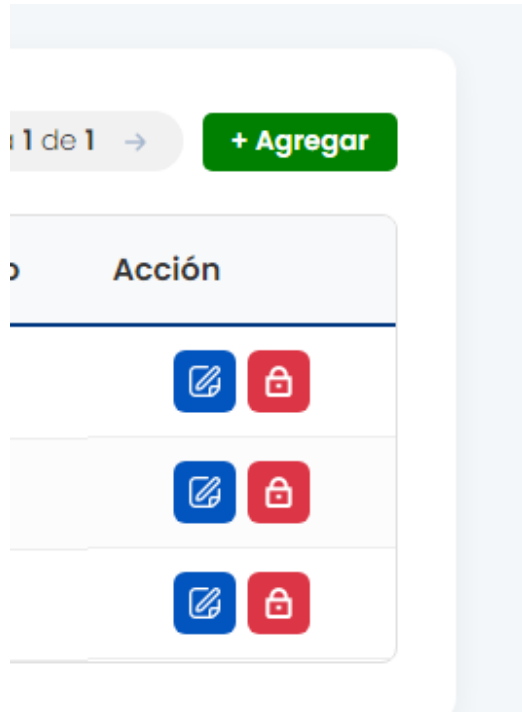 1 de 1 → + Agregar
Acción